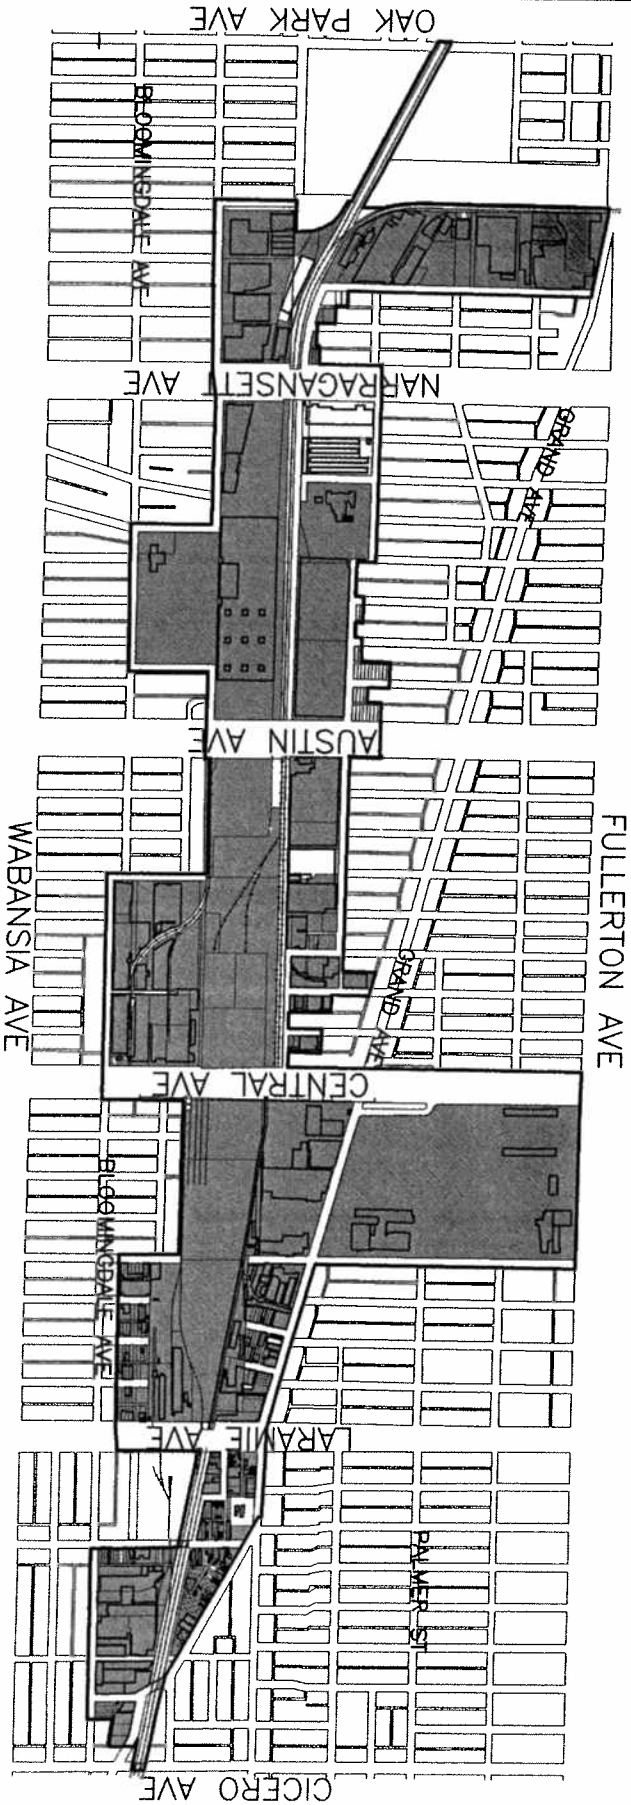 OAK PARK AVE
BLOOMINGDALE AVE
NARRAGANSETT AVE
GRAND AVE
AUSTIN AVE
FULLERTON AVE
WABANSIA AVE
GRAND AVE
CENTRAL AVE
BLOOMINGDALE AVE
LARAMIE AVE
PALMER ST
CICERO AVE